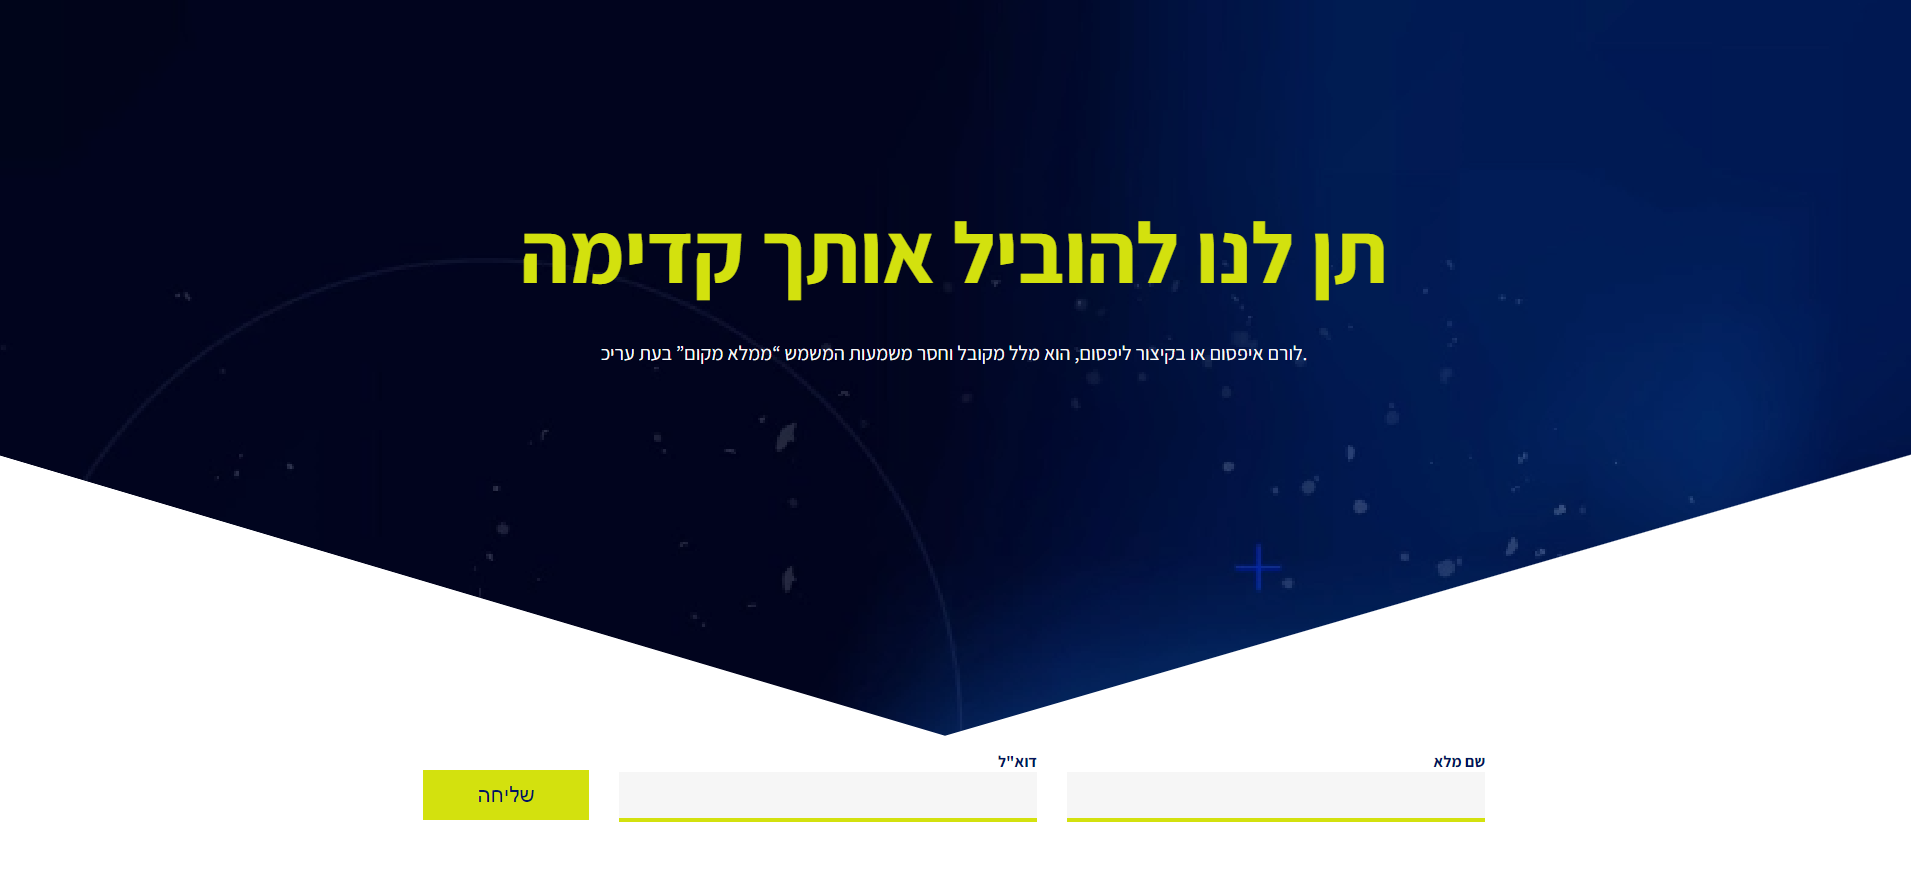 תן לנו להוביל אותך קדימה
לורם איפסום או בקיצור ליפסום, הוא מלל מקובל וחסר משמעות המשמש “ממלא מקום” בעת עריכ.
שם מלא
דוא"ל
שליחה